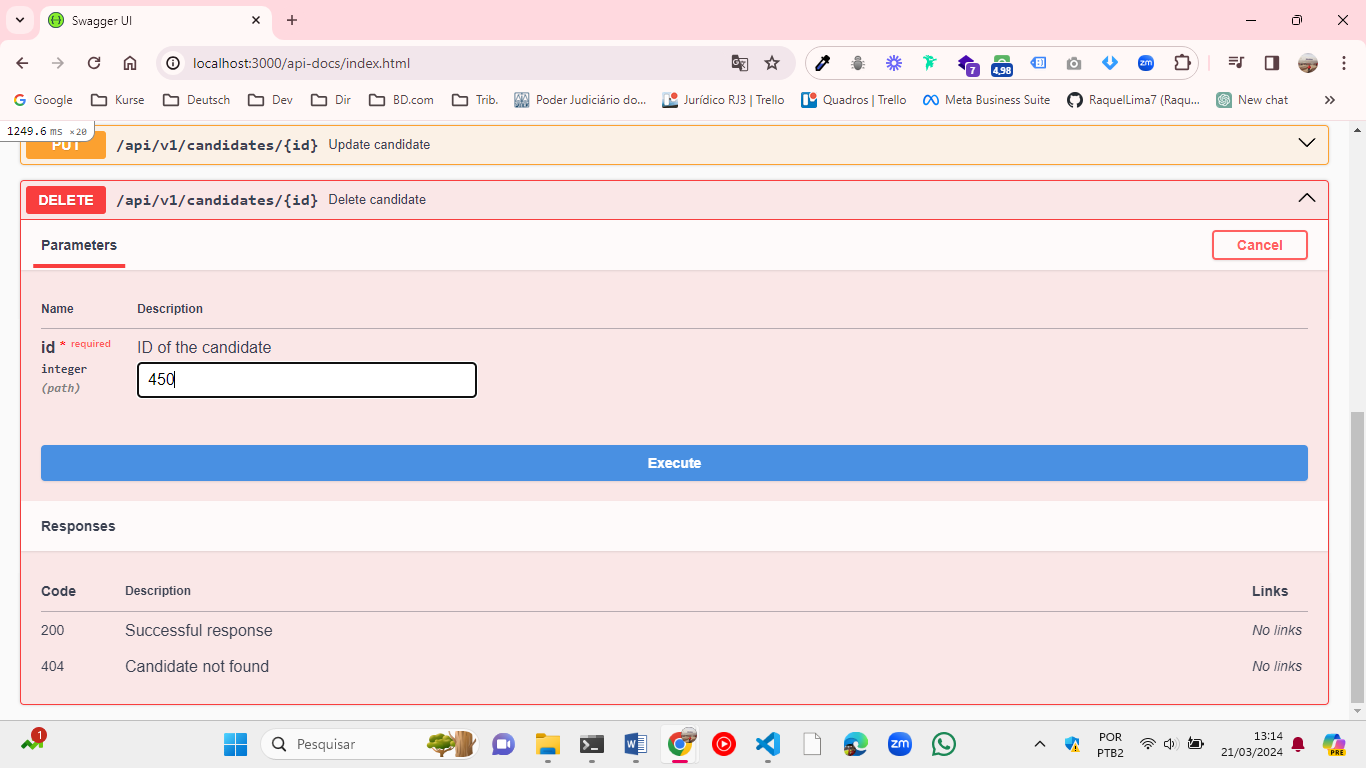 Swagger UI
localhost:3000/api-docs/index.html
7
4,98
zm
Google
Kurse
Deutsch
Dev
Dir
BD.com
Trib.
Poder Judiciário do...
Jurídico RJ3 | Trello
Quadros | Trello
Meta Business Suite
RaquelLima7 (Raqu...
New chat
1249.6 ms ×20
PUT /api/v1/candidates/{id} Update candidate
DELETE /api/v1/candidates/{id} Delete candidate
Parameters
Cancel
Name Description
id * required
integer
(path)
ID of the candidate
450
Execute
Responses
Code Description Links
200 Successful response No links
404 Candidate not found No links
1
Pesquisar
zm
POR
PTB2
13:14
21/03/2024
PRE